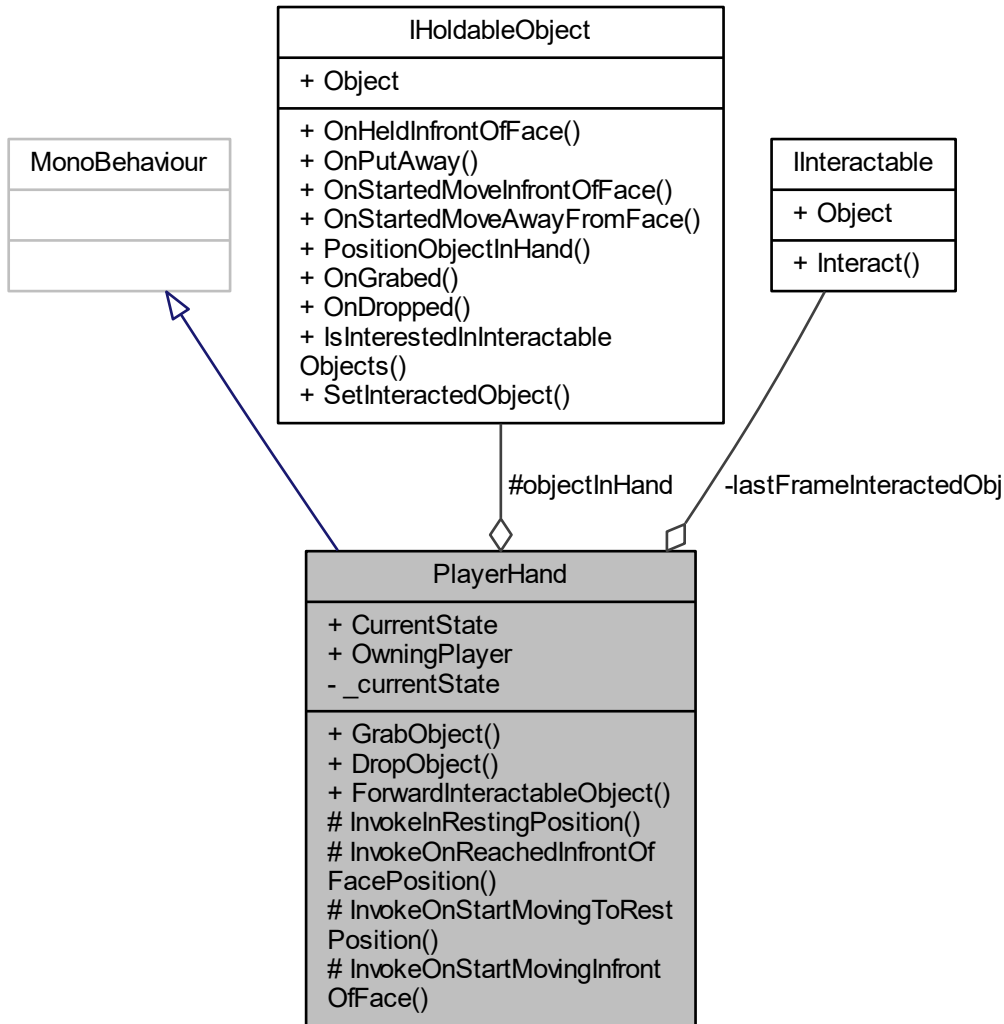 IHoldableObject
+ Object
+ OnHeldInfrontOfFace()
+ OnPutAway()
+ OnStartedMoveInfrontOfFace()
+ OnStartedMoveAwayFromFace()
+ PositionObjectInHand()
+ OnGrabed()
+ OnDropped()
+ IsInterestedInInteractable
Objects()
+ SetInteractedObject()
MonoBehaviour
IInteractable
+ Object
+ Interact()
#objectInHand
-lastFrameInteractedObj
PlayerHand
+ CurrentState
+ OwningPlayer
- _currentState
+ GrabObject()
+ DropObject()
+ ForwardInteractableObject()
# InvokeInRestingPosition()
# InvokeOnReachedInfrontOf
FacePosition()
# InvokeOnStartMovingToRest
Position()
# InvokeOnStartMovingInfront
OfFace()